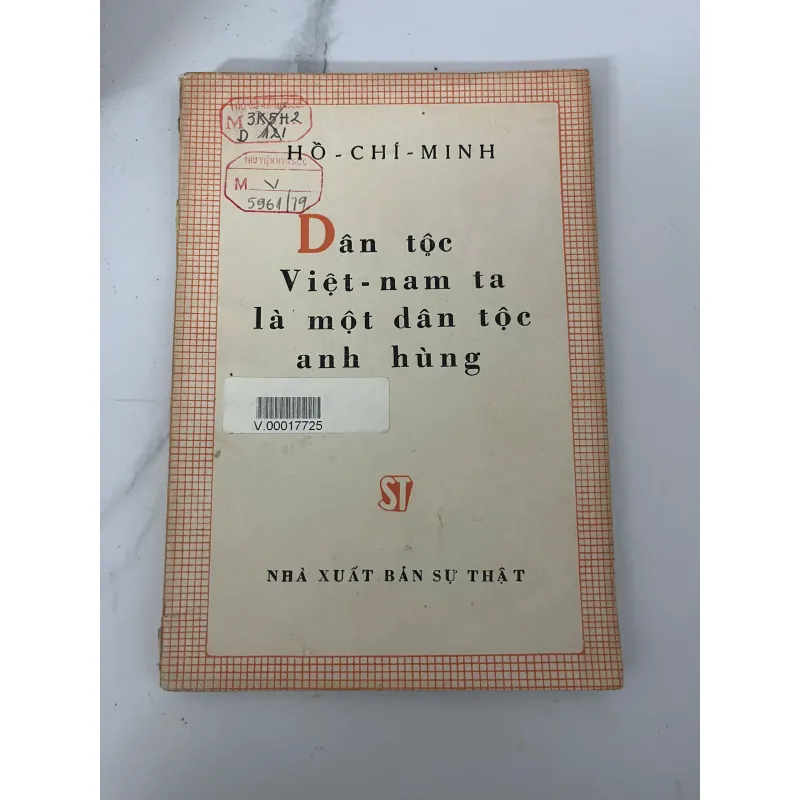 M 3K5H2
D 121
HỒ-CHÍ-MINH
M V
5961/79
Dân tộc
Việt-nam ta
là một dân tộc
anh hùng
V.00017725
ST
NHÀ XUẤT BẢN SỰ THẬT